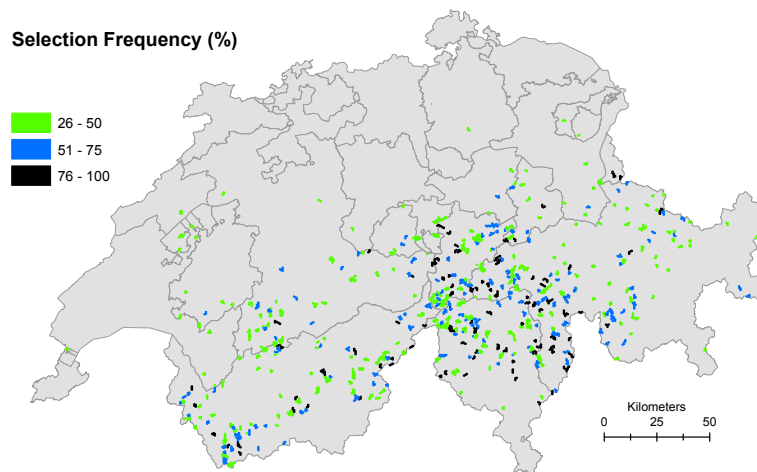 Selection Frequency (%)
26 - 50
51 - 75
76 - 100
Kilometers
0 25 50